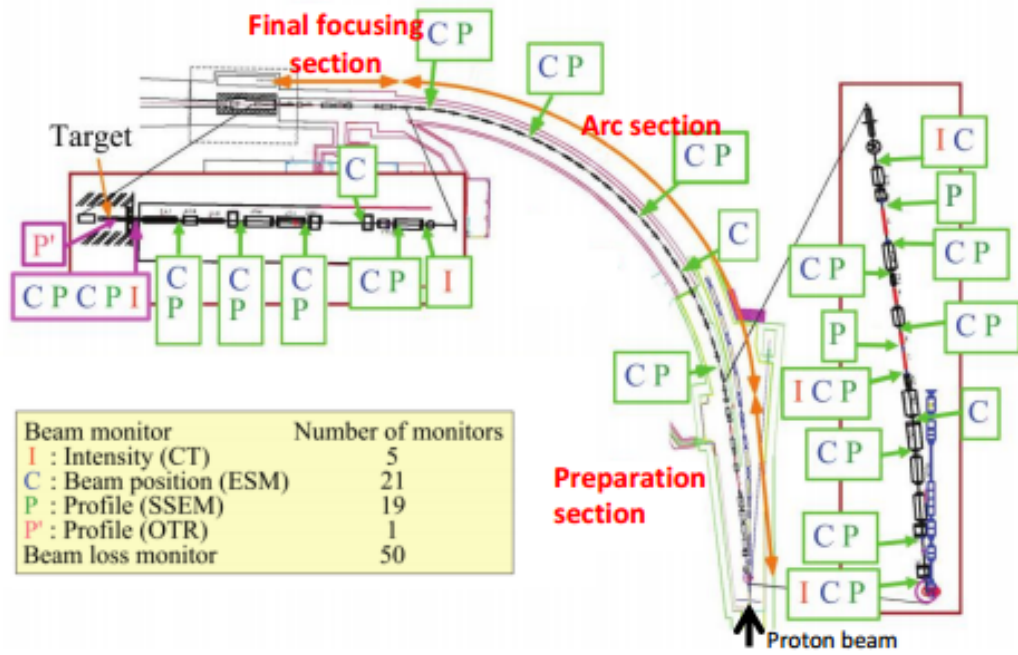 Final focusing
section
C P
C P
Arc section
C P
Target
C
C
I C
P
C P
C P
P'
C P C P I
C
P
C
P
C
P
C P
I
C P
P
C P
I C P
C
C P
Preparation
section
C P
I C P
Proton beam
Beam monitor Number of monitors
I : Intensity (CT) 5
C : Beam position (ESM) 21
P : Profile (SSEM) 19
P' : Profile (OTR) 1
Beam loss monitor 50